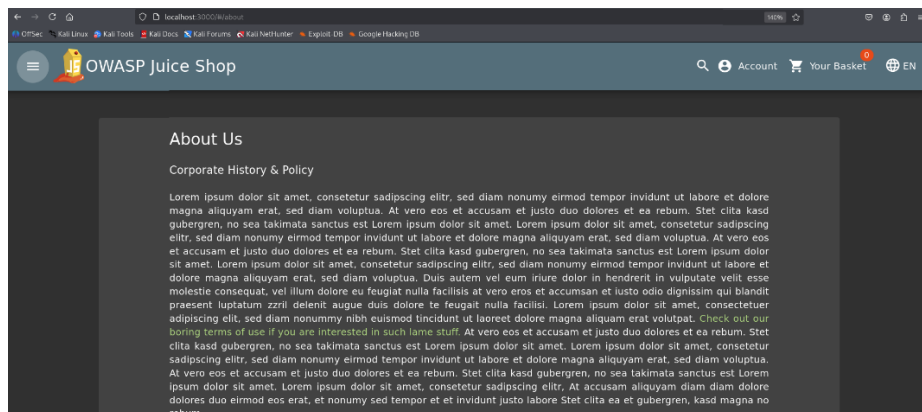 localhost:3000/#/about
140%
OffSec Kali Linux Kali Tools Kali Docs Kali Forums Kali NetHunter Exploit-DB Google Hacking DB
OWASP Juice Shop
Account
Your Basket
0
EN
About Us
Corporate History & Policy
Lorem ipsum dolor sit amet, consetetur sadipscing elitr, sed diam nonumy eirmod tempor invidunt ut labore et dolore
magna aliquyam erat, sed diam voluptua. At vero eos et accusam et justo duo dolores et ea rebum. Stet clita kasd
gubergren, no sea takimata sanctus est Lorem ipsum dolor sit amet. Lorem ipsum dolor sit amet, consetetur sadipscing
elitr, sed diam nonumy eirmod tempor invidunt ut labore et dolore magna aliquyam erat, sed diam voluptua. At vero eos
et accusam et justo duo dolores et ea rebum. Stet clita kasd gubergren, no sea takimata sanctus est Lorem ipsum dolor
sit amet. Lorem ipsum dolor sit amet, consetetur sadipscing elitr, sed diam nonumy eirmod tempor invidunt ut labore et
dolore magna aliquyam erat, sed diam voluptua. Duis autem vel eum iriure dolor in hendrerit in vulputate velit esse
molestie consequat, vel illum dolore eu feugiat nulla facilisis at vero eros et accumsan et iusto odio dignissim qui blandit
praesent luptatum zzril delenit augue duis dolore te feugait nulla facilisi. Lorem ipsum dolor sit amet, consectetuer
adipiscing elit, sed diam nonummy nibh euismod tincidunt ut laoreet dolore magna aliquam erat volutpat. Check out our
boring terms of use if you are interested in such lame stuff. At vero eos et accusam et justo duo dolores et ea rebum. Stet
clita kasd gubergren, no sea takimata sanctus est Lorem ipsum dolor sit amet. Lorem ipsum dolor sit amet, consetetur
sadipscing elitr, sed diam nonumy eirmod tempor invidunt ut labore et dolore magna aliquyam erat, sed diam voluptua.
At vero eos et accusam et justo duo dolores et ea rebum. Stet clita kasd gubergren, no sea takimata sanctus est Lorem
ipsum dolor sit amet. Lorem ipsum dolor sit amet, consetetur sadipscing elitr, At accusam aliquyam diam diam dolore
dolores duo eirmod eos erat, et nonumy sed tempor et et invidunt justo labore Stet clita ea et gubergren, kasd magna no